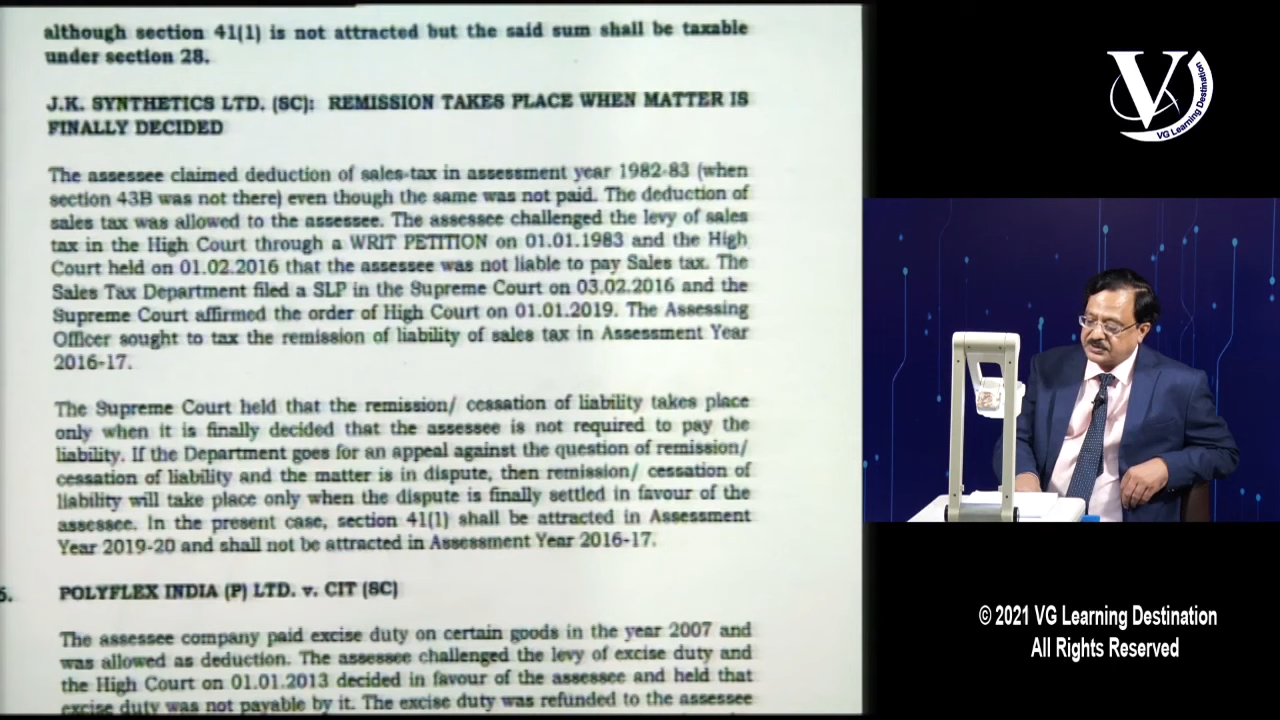 although section 41(1) is not attracted but the said sum shall be taxable
under section 28.
J.K. SYNTHETICS LTD. (SC): REMISSION TAKES PLACE WHEN MATTER IS
FINALLY DECIDED
The assessee claimed deduction of sales-tax in assessment year 1982-83 (when
section 43B was not there) even though the same was not paid. The deduction of
sales tax was allowed to the assessee. The assessee challenged the levy of sales
tax in the High Court through a WRIT PETITION on 01.01.1983 and the High
Court held on 01.02.2016 that the assessee was not liable to pay Sales tax. The
Sales Tax Department filed a SLP in the Supreme Court on 03.02.2016 and the
Supreme Court affirmed the order of High Court on 01.01.2019. The Assessing
Officer sought to tax the remission of liability of sales tax in Assessment Year
2016-17.
The Supreme Court held that the remission/ cessation of liability takes place
only when it is finally decided that the assessee is not required to pay the
liability. If the Department goes for an appeal against the question of remission/
cessation of liability and the matter is in dispute, then remission/ cessation of
liability will take place only when the dispute is finally settled in favour of the
assessee. In the present case, section 41(1) shall be attracted in Assessment
Year 2019-20 and shall not be attracted in Assessment Year 2016-17.
5. POLYFLEX INDIA (P) LTD. v. CIT (SC)
The assessee company paid excise duty on certain goods in the year 2007 and
was allowed as deduction. The assessee challenged the levy of excise duty and
the High Court on 01.01.2013 decided in favour of the assessee and held that
excise duty was not payable by it. The excise duty was refunded to the assessee
V
VG Learning Destination
© 2021 VG Learning Destination
All Rights Reserved